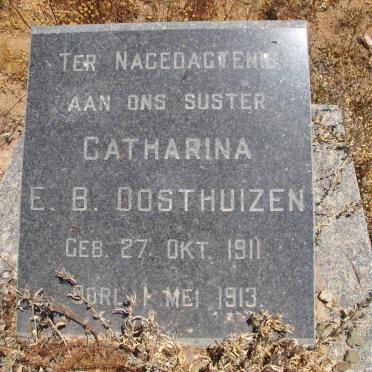 TER NAGEDAGTENIS
AAN ONS SUSTER
CATHARINA
E. B. OOSTHUIZEN
GEB. 27. OKT. 1911
OORL. 1 MEI 1913.